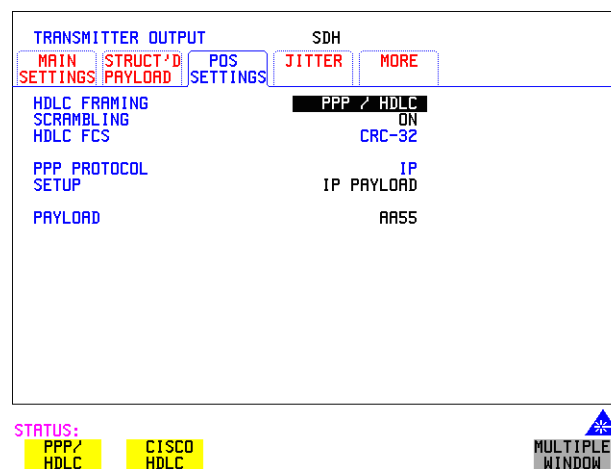 TRANSMITTER OUTPUT SDH
MAIN SETTINGS STRUCT'D PAYLOAD POS SETTINGS JITTER MORE
HDLC FRAMING PPP / HDLC
SCRAMBLING ON
HDLC FCS CRC-32
PPP PROTOCOL IP
SETUP IP PAYLOAD
PAYLOAD AA55
STATUS:
PPP/ HDLC CISCO HDLC MULTIPLE WINDOW